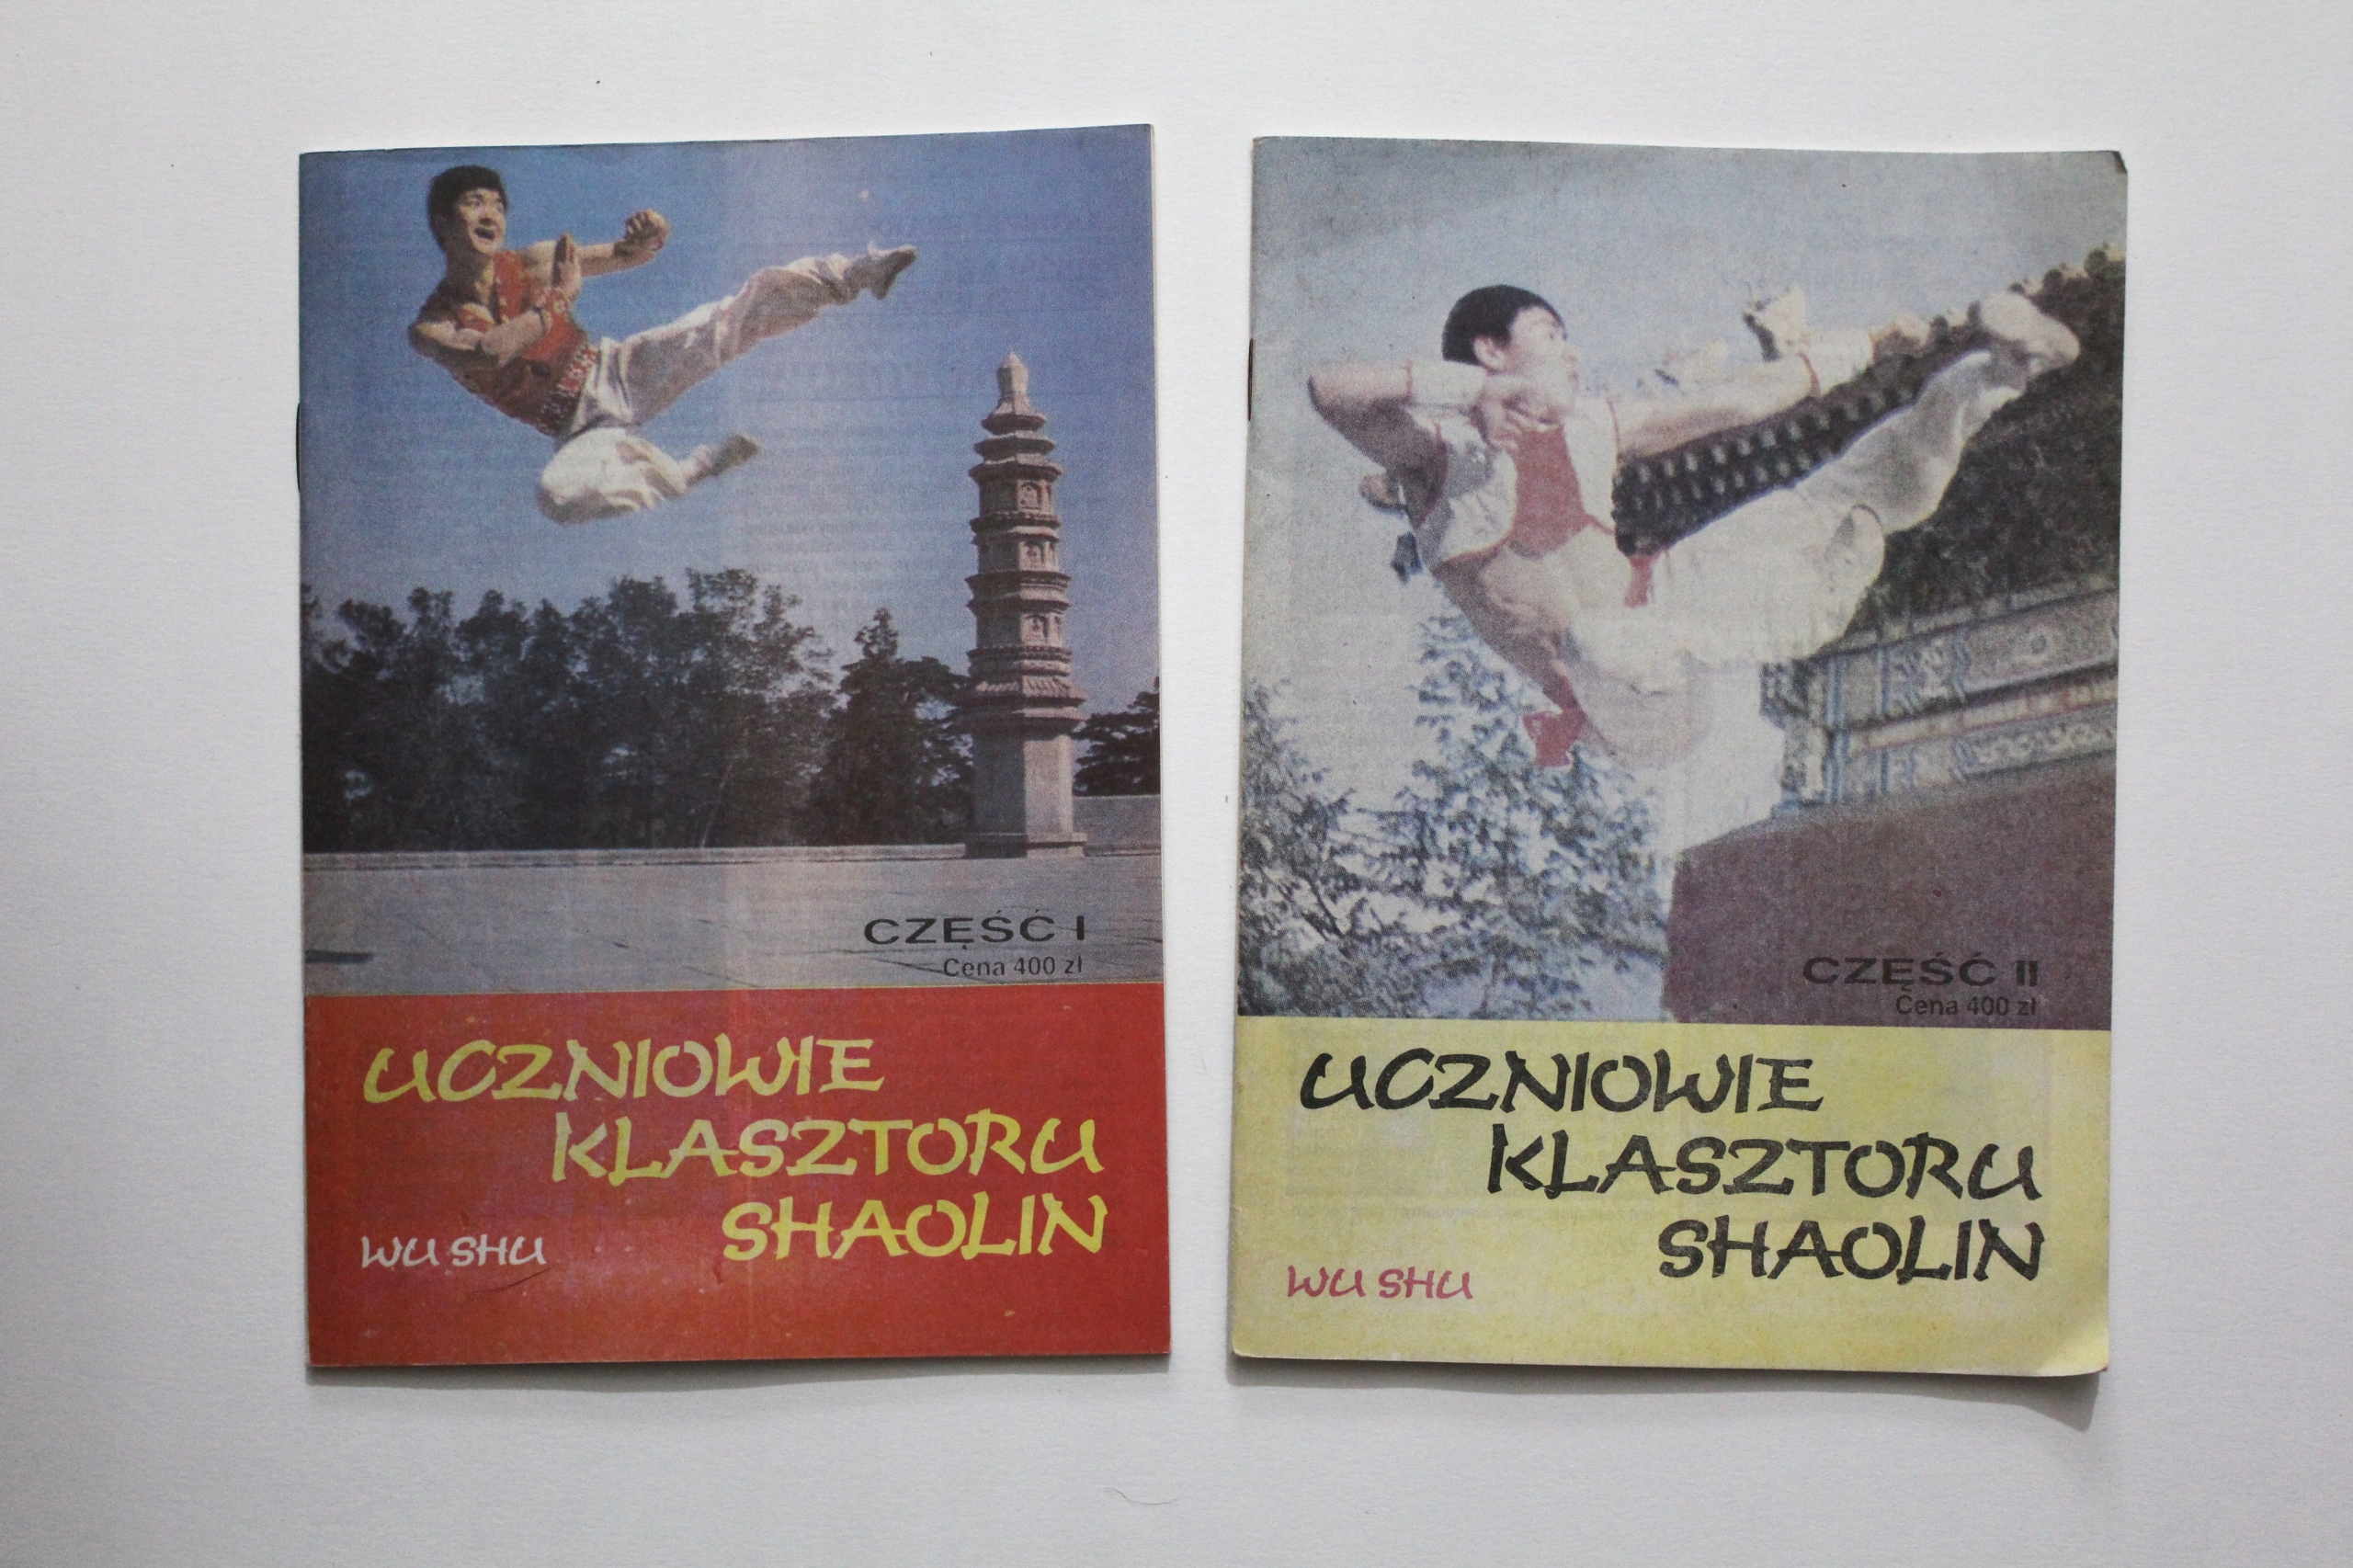 CZĘŚĆ I
Cena 400 zł
UCZNIOWIE
KLASZTORU
SHAOLIN
WU SHU
CZĘŚĆ II
Cena 400 zł
UCZNIOWIE
KLASZTORU
SHAOLIN
WU SHU